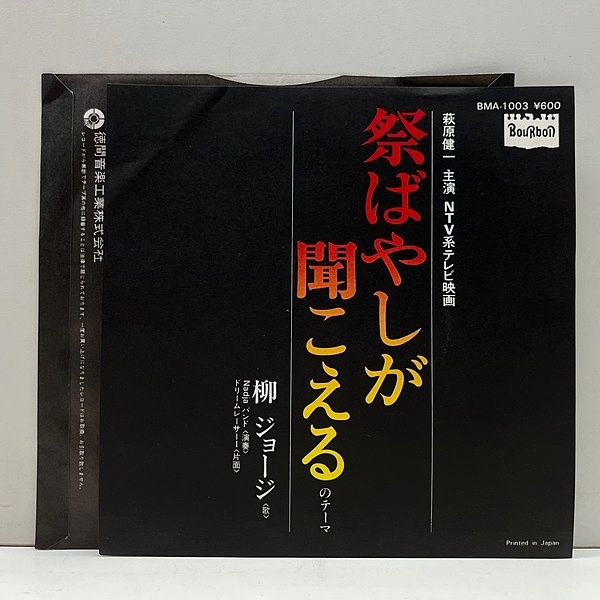 BMA-1003 ¥600
BOURBON
萩原健一 主演 NTV系テレビ映画
祭ばやしが
聞こえるのテーマ
柳 ジョージ〈歌〉
Nadja バンド〈演奏〉
ドリームレーサーI〈片面〉
Printed in Japan
徳間音楽工業株式会社